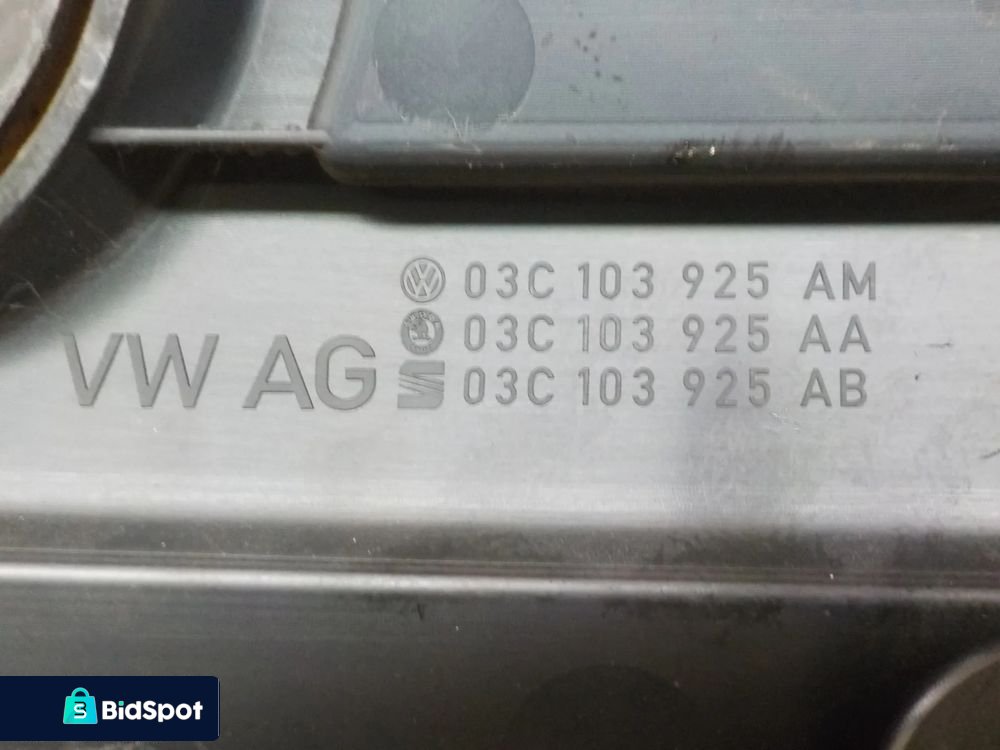 03C 103 925 AM
03C 103 925 AA
VW AG 03C 103 925 AB
BidSpot